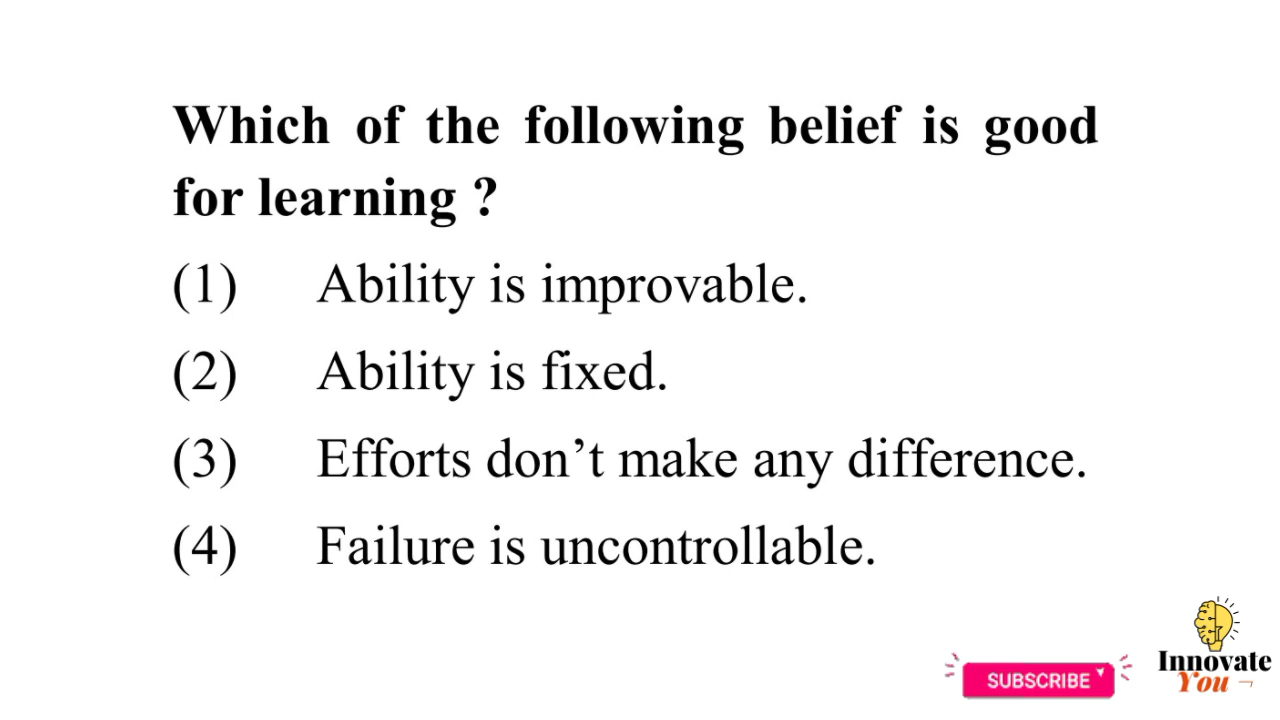 Which of the following belief is good
for learning ?
(1) Ability is improvable.
(2) Ability is fixed.
(3) Efforts don’t make any difference.
(4) Failure is uncontrollable.
SUBSCRIBE
Innovate
You